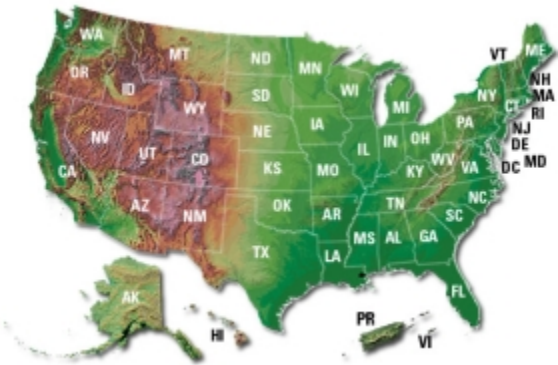 WA
MT
ND
MN
VT
ME
OR
ID
SD
WI
NH
NY
MA
WY
MI
CT
RI
NE
IA
PA
NJ
NV
IL
IN
OH
DE
UT
CO
KS
MO
WV
VA
DC
MD
CA
KY
AZ
NM
OK
AR
TN
NC
SC
MS
AL
GA
TX
LA
FL
AK
HI
PR
VI